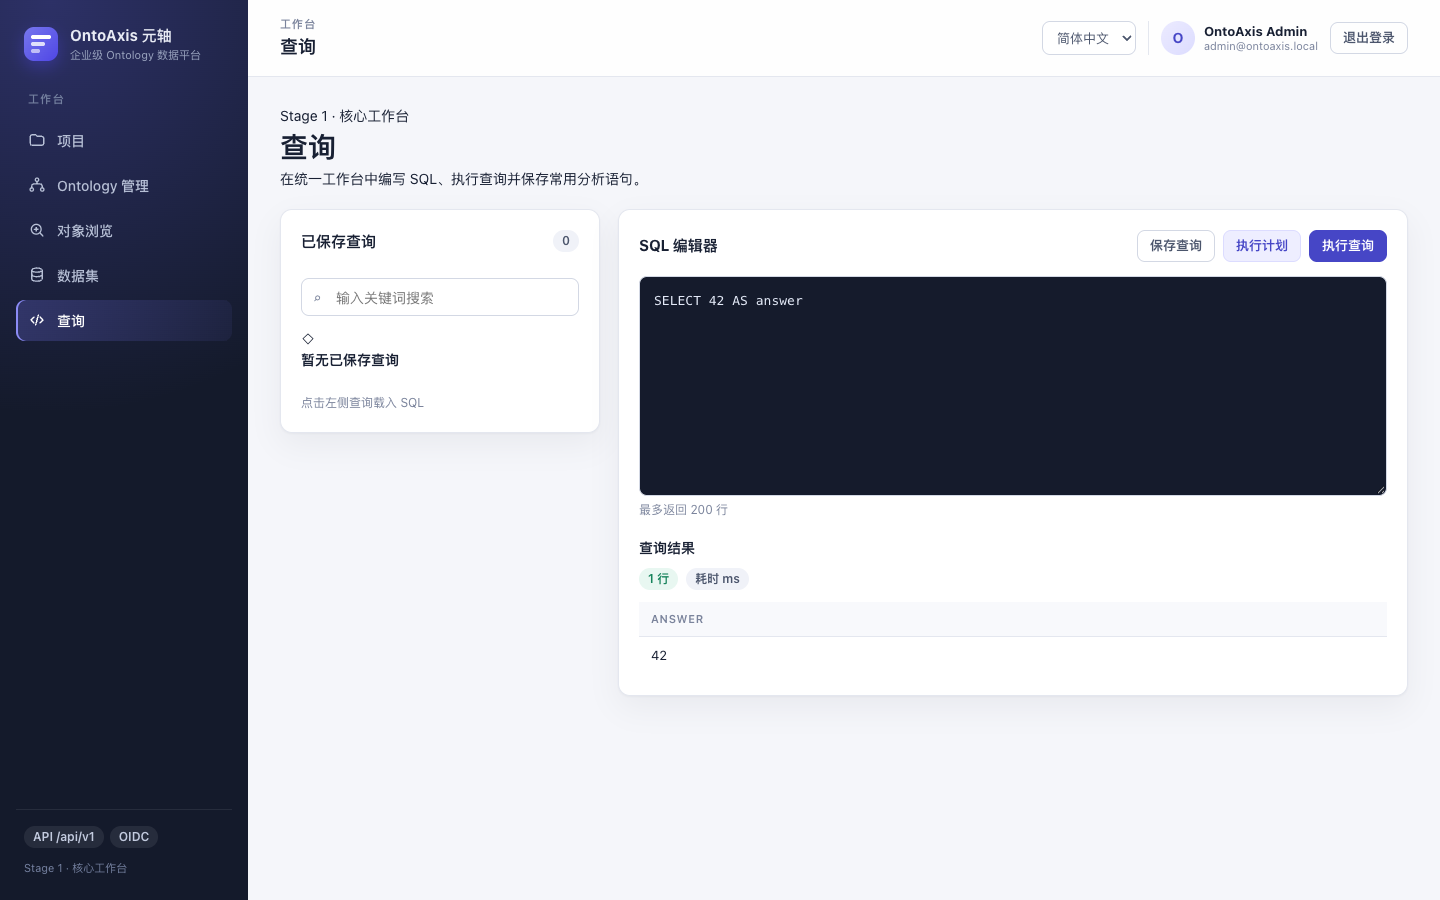 OntoAxis 元轴
企业级 Ontology 数据平台
工作台
项目
Ontology 管理
对象浏览
数据集
查询
API /api/v1
OIDC
Stage 1 · 核心工作台
工作台
查询
简体中文
O
OntoAxis Admin
admin@ontoaxis.local
退出登录
Stage 1 · 核心工作台
查询
在统一工作台中编写 SQL、执行查询并保存常用分析语句。
已保存查询
0
输入关键词搜索
暂无已保存查询
点击左侧查询载入 SQL
SQL 编辑器
保存查询
执行计划
执行查询
SELECT 42 AS answer
最多返回 200 行
查询结果
1 行
耗时 ms
ANSWER
42